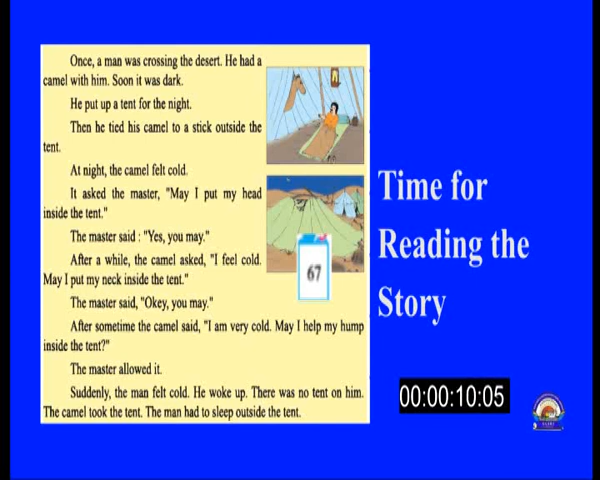 Once, a man was crossing the desert. He had a
camel with him. Soon it was dark.
He put up a tent for the night.
Then he tied his camel to a stick outside the
tent.
At night, the camel felt cold.
It asked the master, "May I put my head
inside the tent."
The master said : "Yes, you may."
After a while, the camel asked, "I feel cold.
May I put my neck inside the tent."
The master said, "Okey, you may."
After sometime the camel said, "I am very cold. May I help my hump
inside the tent?"
The master allowed it.
Suddenly, the man felt cold. He woke up. There was no tent on him.
The camel took the tent. The man had to sleep outside the tent.
67
Time for
Reading the
Story
00:00:10:05